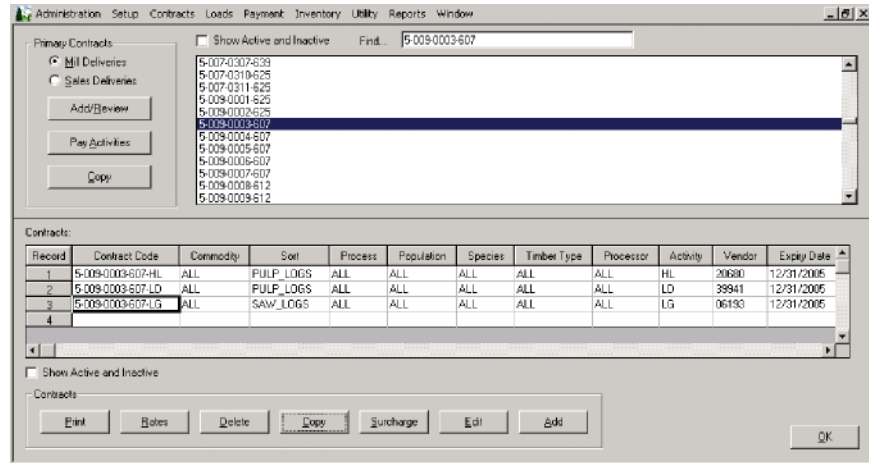 Administration Setup Contracts Loads Payment Inventory Utility Reports Window
Primary Contracts
Mill Deliveries
Sales Deliveries
Add/Review
Pay Activities
Copy
Show Active and Inactive Find... 5-009-0003-607
5-007-0307-639
5-007-0310-625
5-007-0311-625
5-009-0001-625
5-009-0002-625
5-009-0003-607
5-009-0004-607
5-009-0005-607
5-009-0006-607
5-009-0007-607
5-009-0008-612
5-009-0009-612
Contracts:
Record Contract Code Commodity Sort Process Population Species Timber Type Processor Activity Vendor Expiry Date
1 5-009-0003-607-HL ALL PULP_LOGS ALL ALL ALL ALL ALL HL 20680 12/31/2005
2 5-009-0003-607-LD ALL PULP_LOGS ALL ALL ALL ALL ALL LD 39941 12/31/2005
3 5-009-0003-607-LG ALL SAW_LOGS ALL ALL ALL ALL ALL LG 06193 12/31/2005
4
Show Active and Inactive
Contracts
Print Rates Delete Copy Surcharge Edit Add
OK